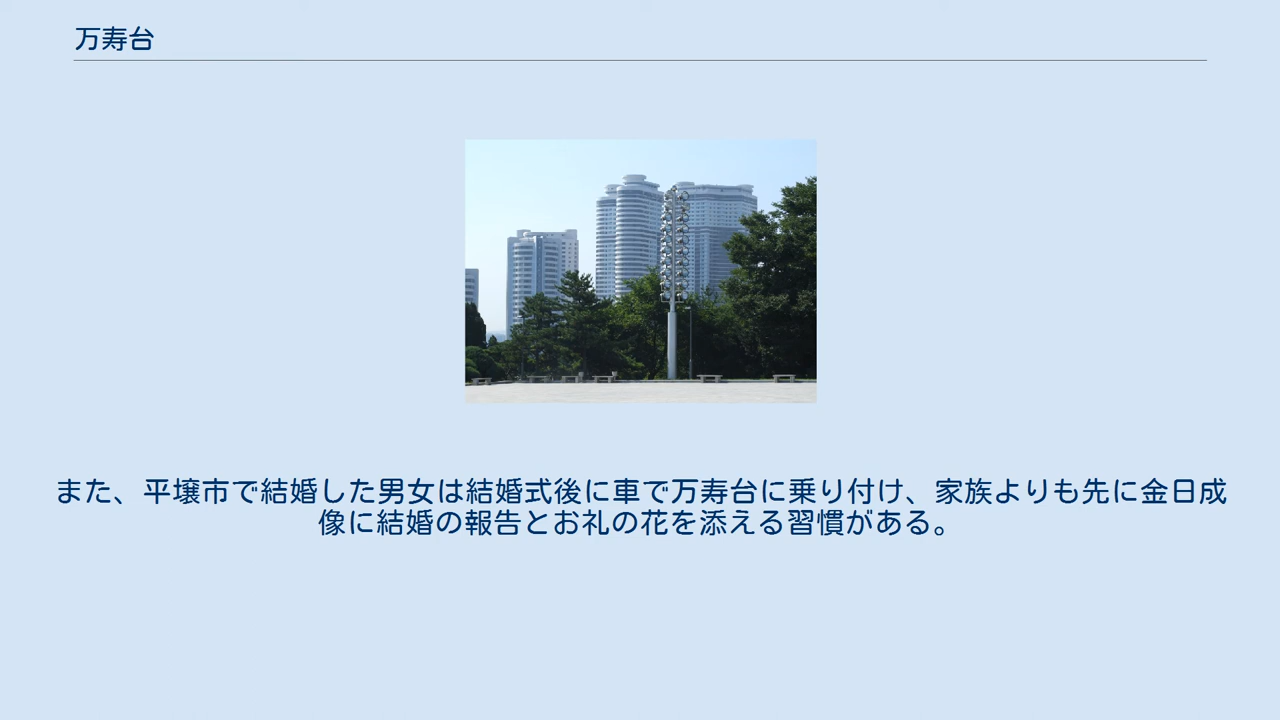 万寿台
また、平壌市で結婚した男女は結婚式後に車で万寿台に乗り付け、家族よりも先に金日成
像に結婚の報告とお礼の花を添える習慣がある。